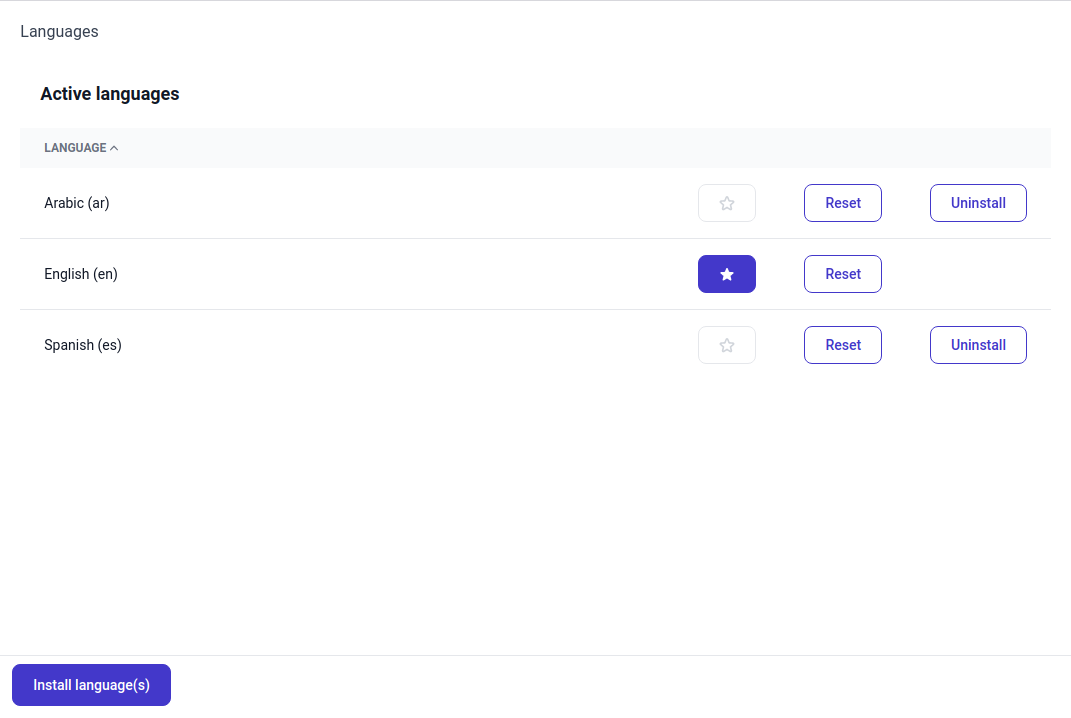 Languages
Active languages
LANGUAGE
Arabic (ar) Reset Uninstall
English (en) Reset
Spanish (es) Reset Uninstall
Install language(s)